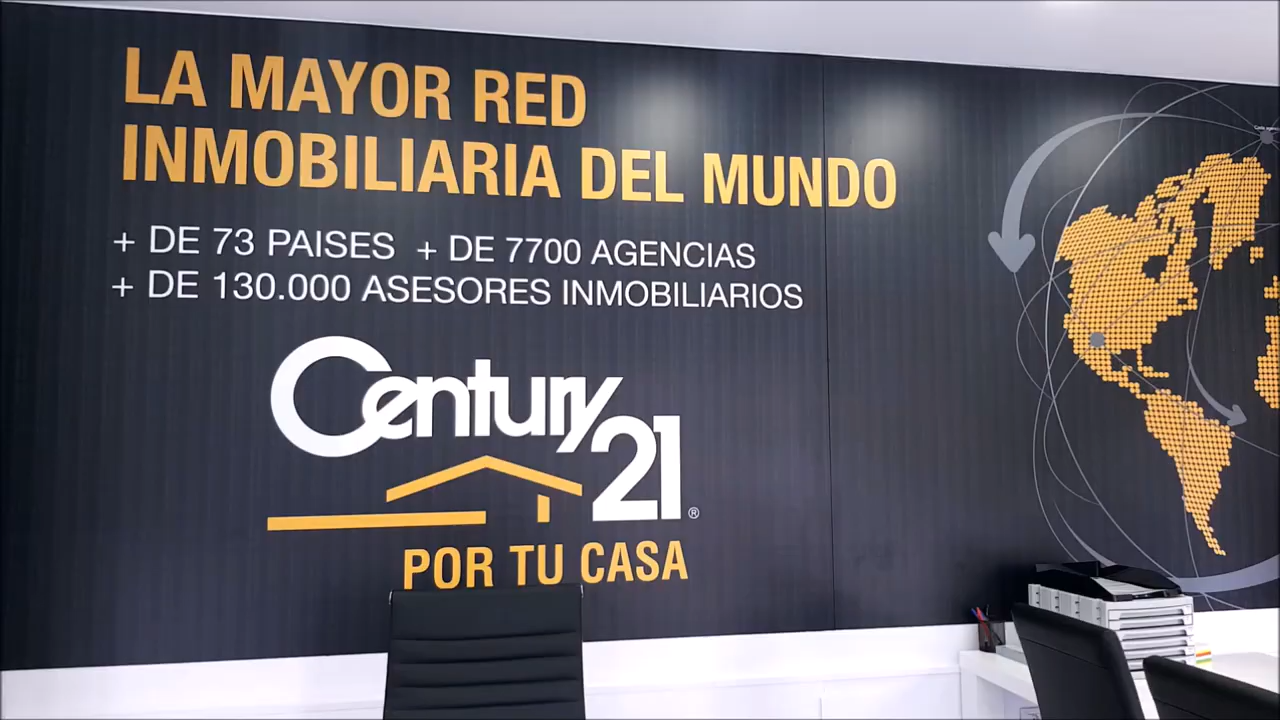 LA MAYOR RED
INMOBILIARIA DEL MUNDO
+ DE 73 PAISES + DE 7700 AGENCIAS
+ DE 130.000 ASESORES INMOBILIARIOS
Century
21®
POR TU CASA